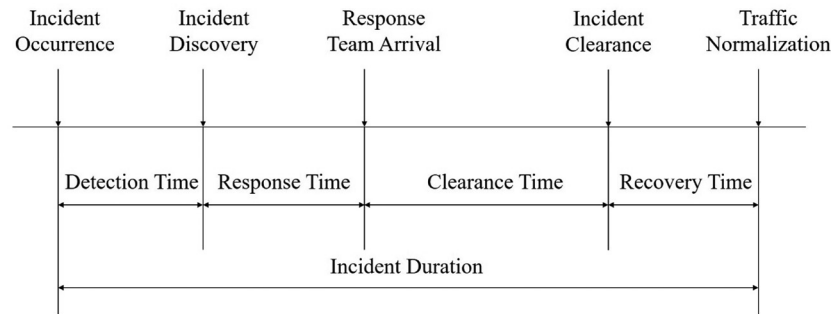 Incident
Occurrence
Incident
Discovery
Response
Team Arrival
Incident
Clearance
Traffic
Normalization
Detection Time
Response Time
Clearance Time
Recovery Time
Incident Duration